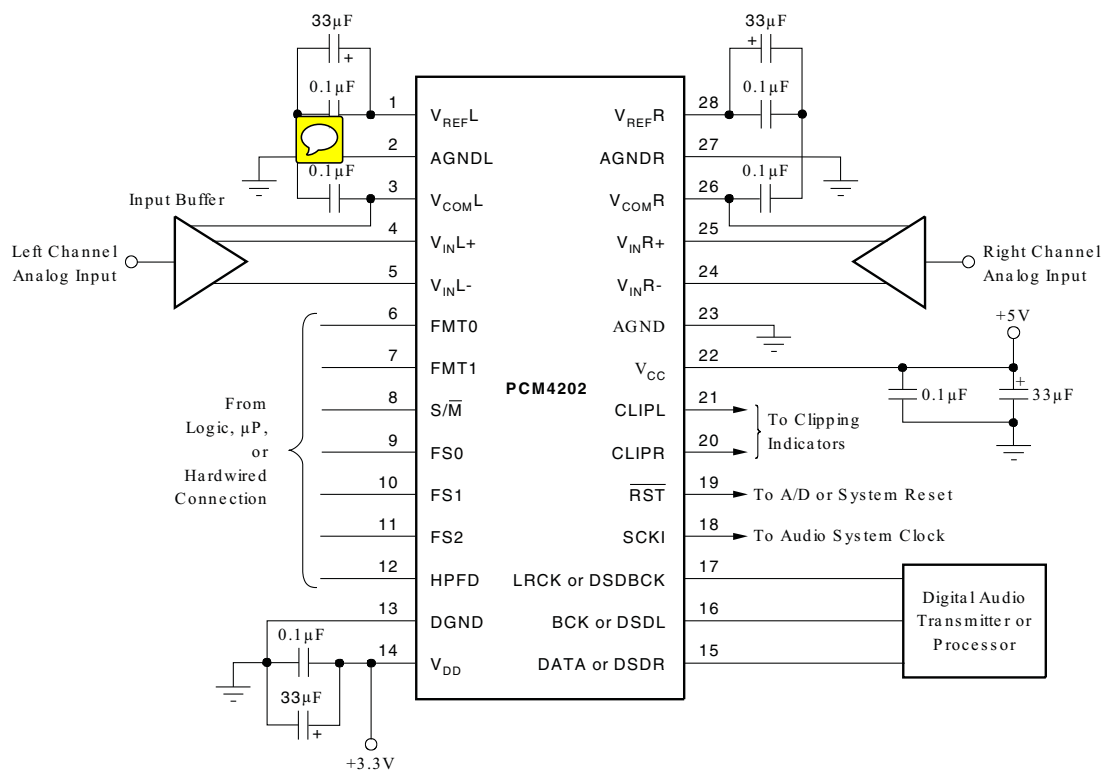 33µF
33µF
0.1µF
0.1µF
1
VREFL
VREFR
28
2
AGNDL
AGNDR
27
0.1µF
0.1µF
3
VCOML
VCOMR
26
Input Buffer
4
VINL+
VINR+
25
Left Channel
Analog Input
Right Channel
Analog Input
5
VINL-
VINR-
24
6
FMT0
AGND
23
+5V
7
FMT1
VCC
22
PCM4202
0.1µF
+
33µF
8
S/M̅
CLIPL
21
To Clipping
Indicators
9
FS0
CLIPR
20
From
Logic, µP,
or
Hardwired
Connection
10
FS1
R̅S̅T̅
19
To A/D or System Reset
11
FS2
SCKI
18
To Audio System Clock
12
HPFD
LRCK or DSDBCK
17
13
DGND
BCK or DSDL
16
Digital Audio
Transmitter or
Processor
0.1µF
14
VDD
DATA or DSDR
15
33µF
+
+3.3V